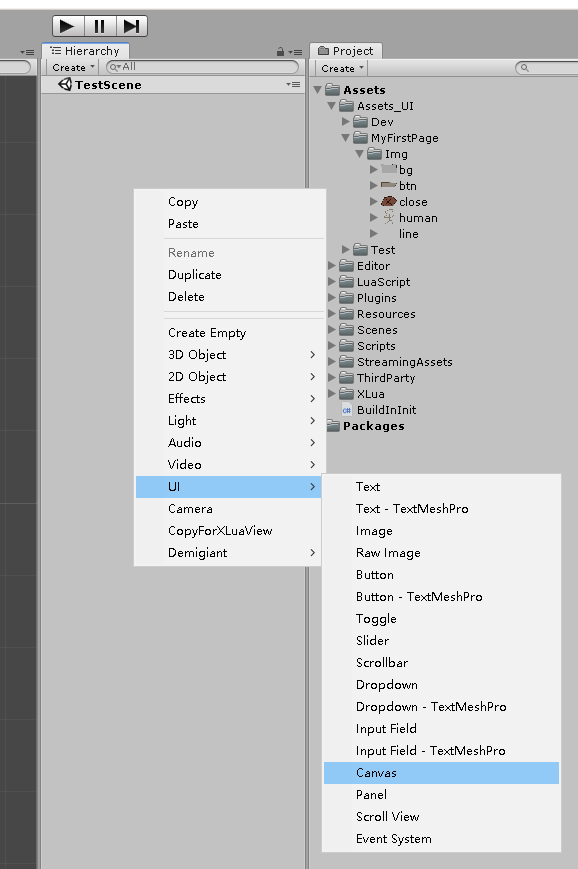 Hierarchy
Create
All
TestScene
Copy
Paste
Rename
Duplicate
Delete
Create Empty
3D Object
2D Object
Effects
Light
Audio
Video
UI
Camera
CopyForXLuaView
Demigiant
Project
Create
Assets
Assets_UI
Dev
MyFirstPage
Img
bg
btn
close
human
line
Test
Editor
LuaScript
Plugins
Resources
Scenes
Scripts
StreamingAssets
ThirdParty
XLua
C#
BuildInInit
Packages
Text
Text - TextMeshPro
Image
Raw Image
Button
Button - TextMeshPro
Toggle
Slider
Scrollbar
Dropdown
Dropdown - TextMeshPro
Input Field
Input Field - TextMeshPro
Canvas
Panel
Scroll View
Event System